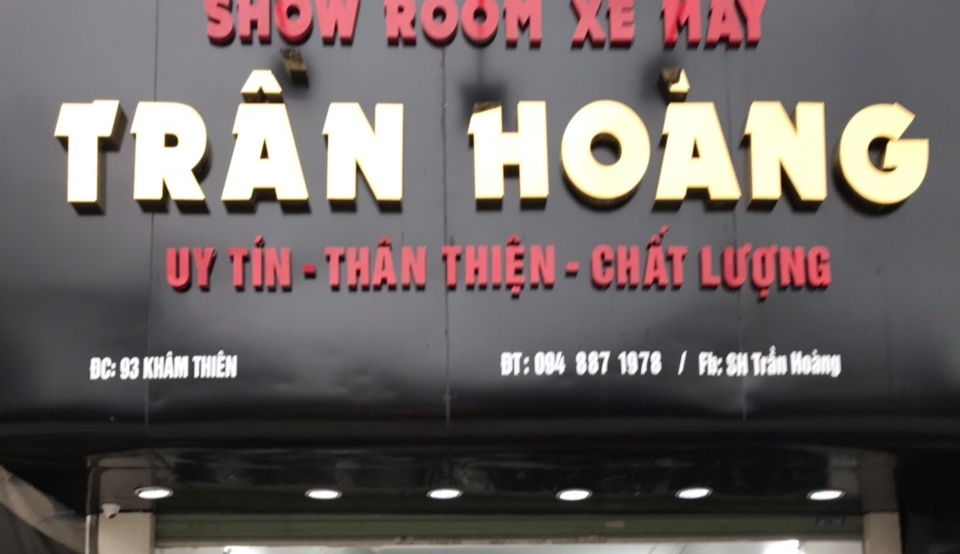 SHOW ROOM XE MÁY
TRẦN HOÀNG
UY TÍN - THÂN THIỆN - CHẤT LƯỢNG
ĐC: 93 KHÂM THIÊN
ĐT: 094 887 1978 / Fb: SH Trần Hoàng